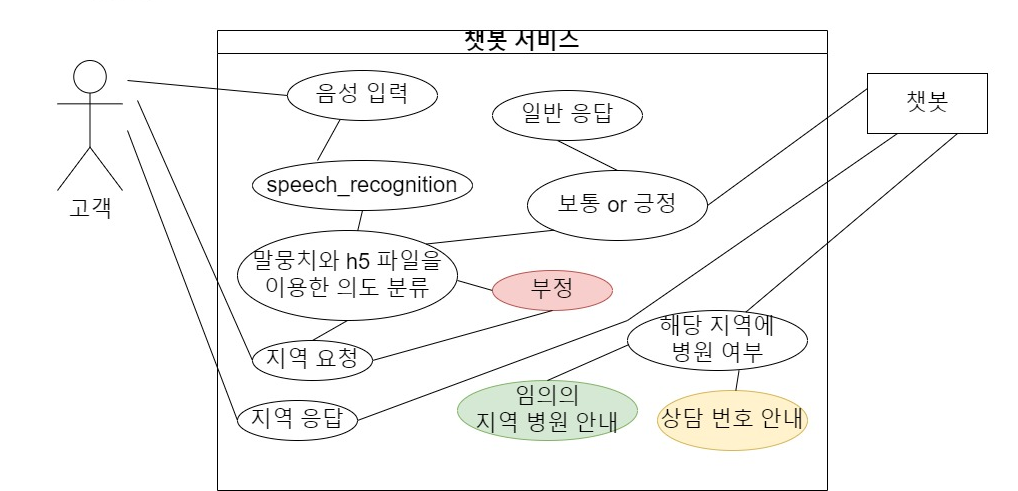 챗봇 서비스
음성 입력
일반 응답
챗봇
speech_recognition
보통 or 긍정
고객
말뭉치와 h5 파일을
이용한 의도 분류
부정
해당 지역에
병원 여부
지역 요청
임의의
지역 병원 안내
지역 응답
상담 번호 안내